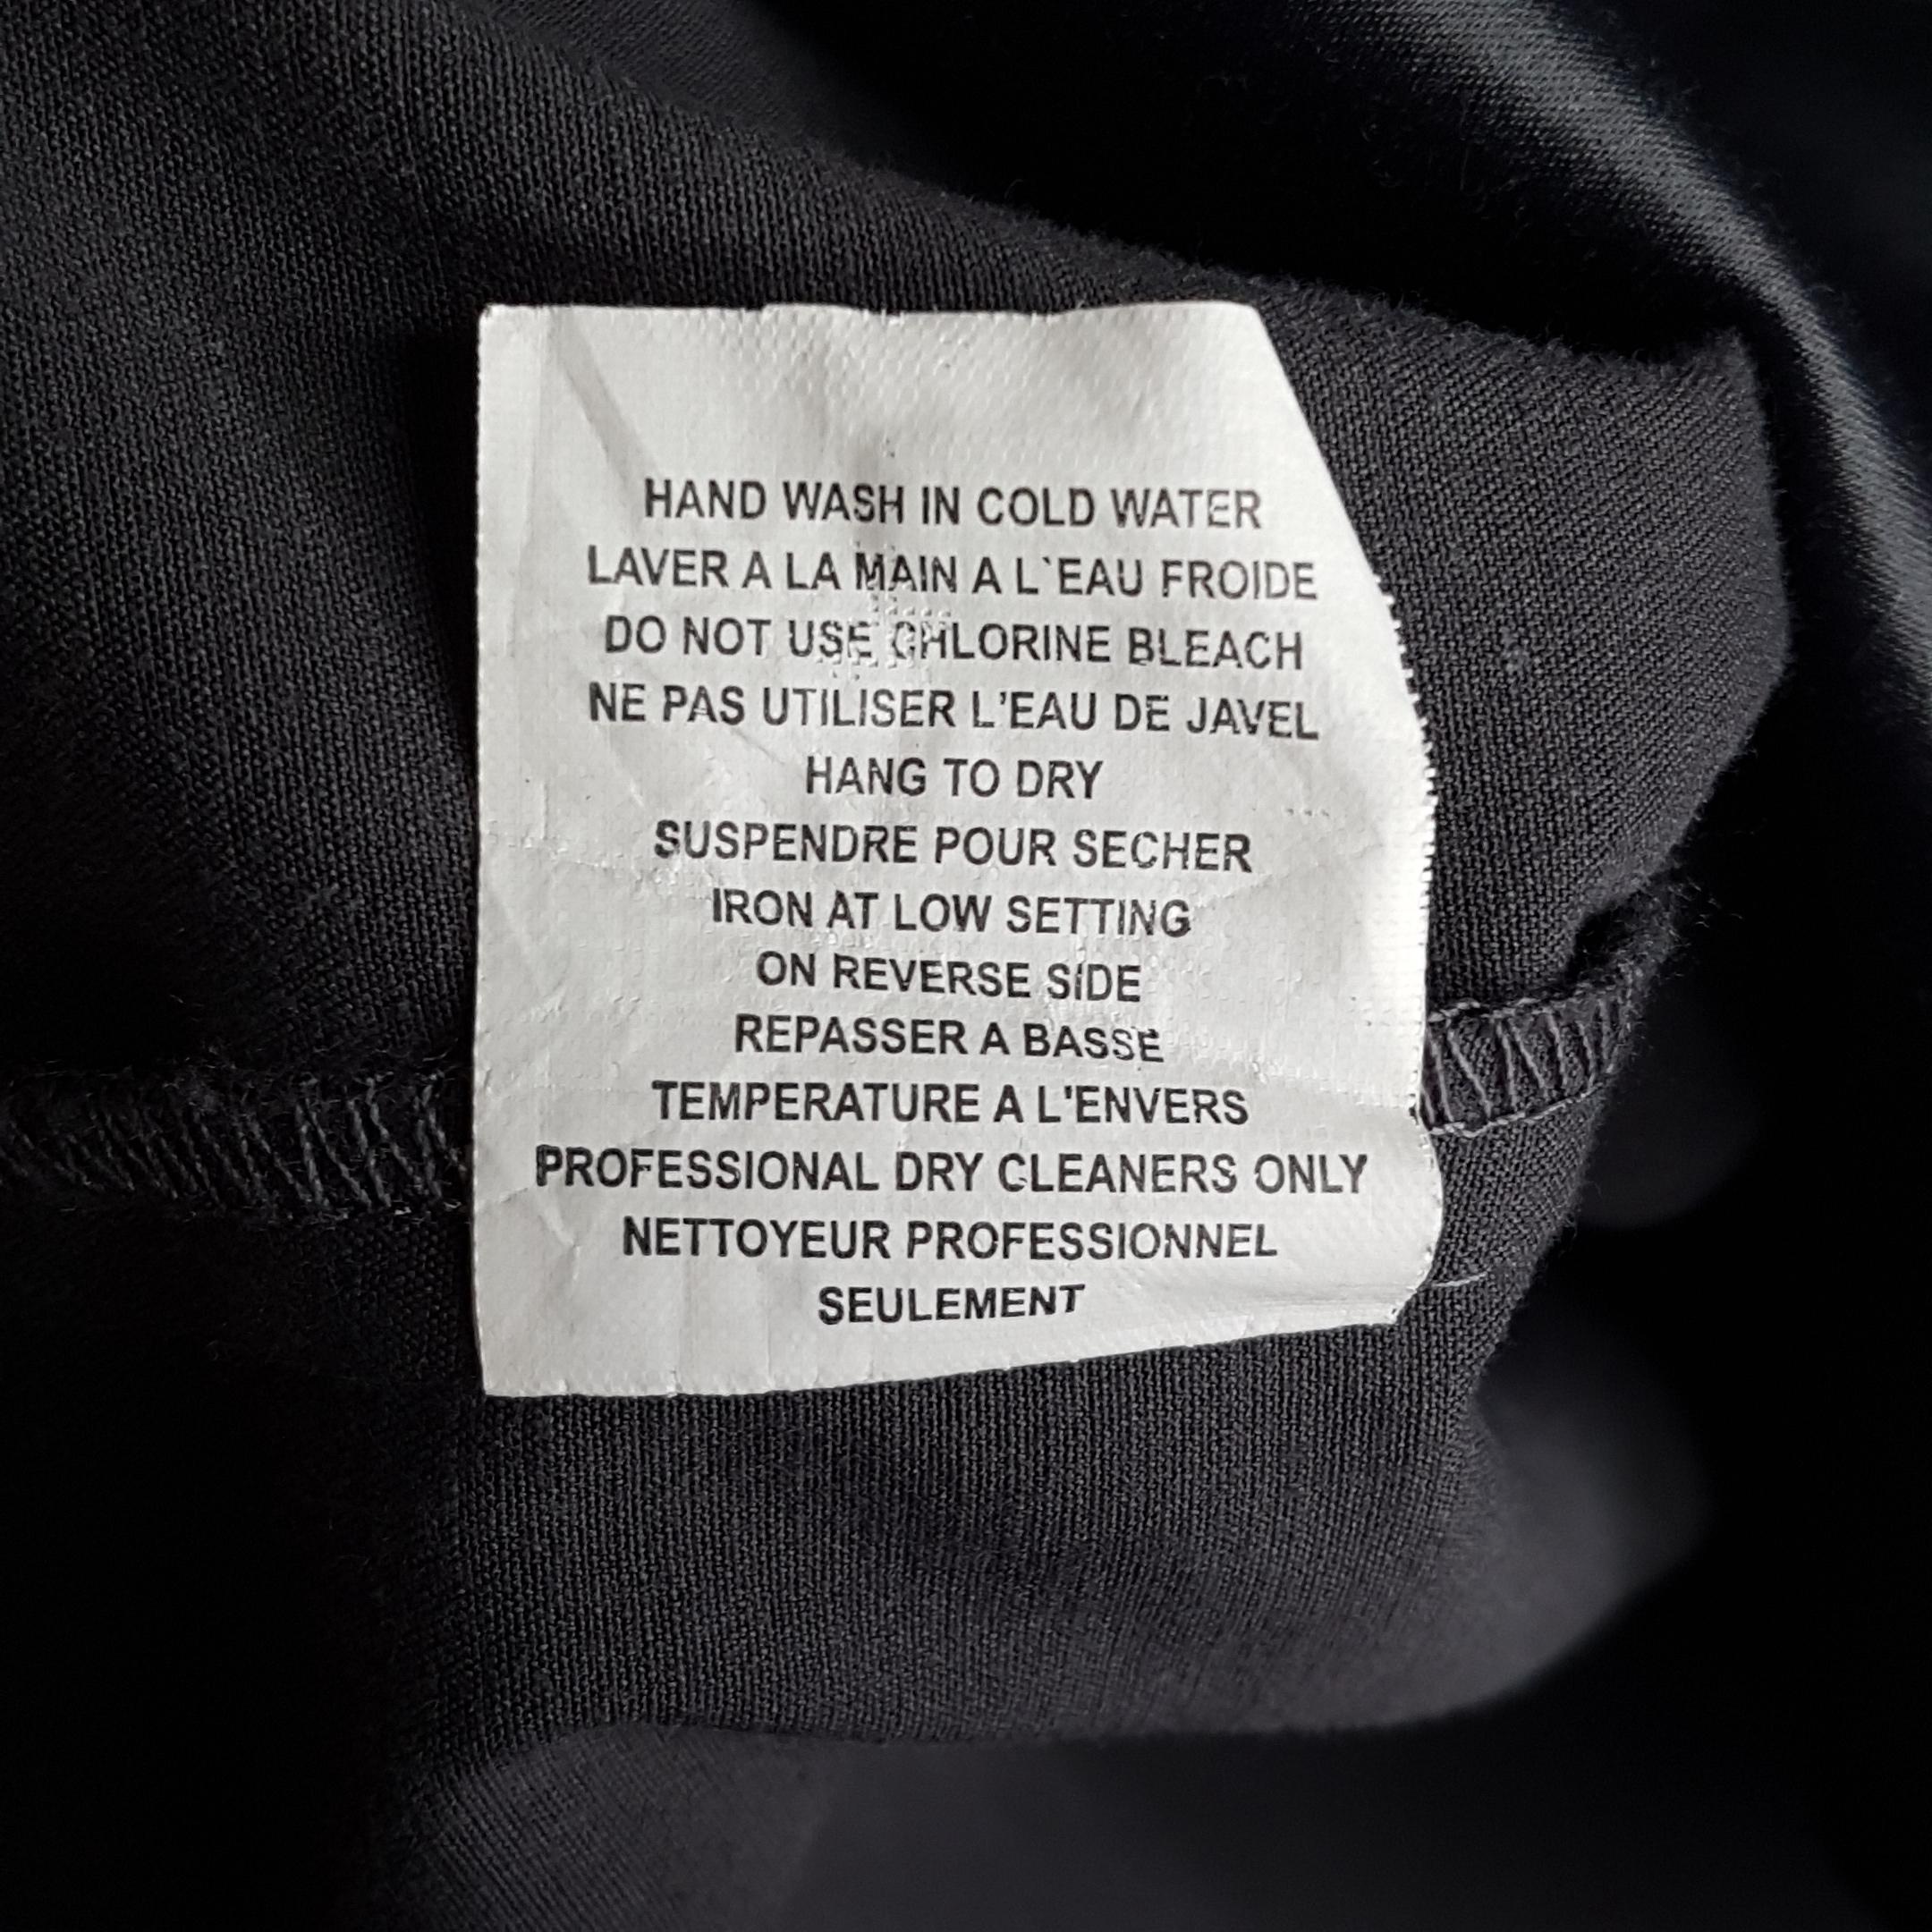 HAND WASH IN COLD WATER
LAVER A LA MAIN A L`EAU FROIDE
DO NOT USE CHLORINE BLEACH
NE PAS UTILISER L'EAU DE JAVEL
HANG TO DRY
SUSPENDRE POUR SECHER
IRON AT LOW SETTING
ON REVERSE SIDE
REPASSER A BASSE
TEMPERATURE A L'ENVERS
PROFESSIONAL DRY CLEANERS ONLY
NETTOYEUR PROFESSIONNEL
SEULEMENT